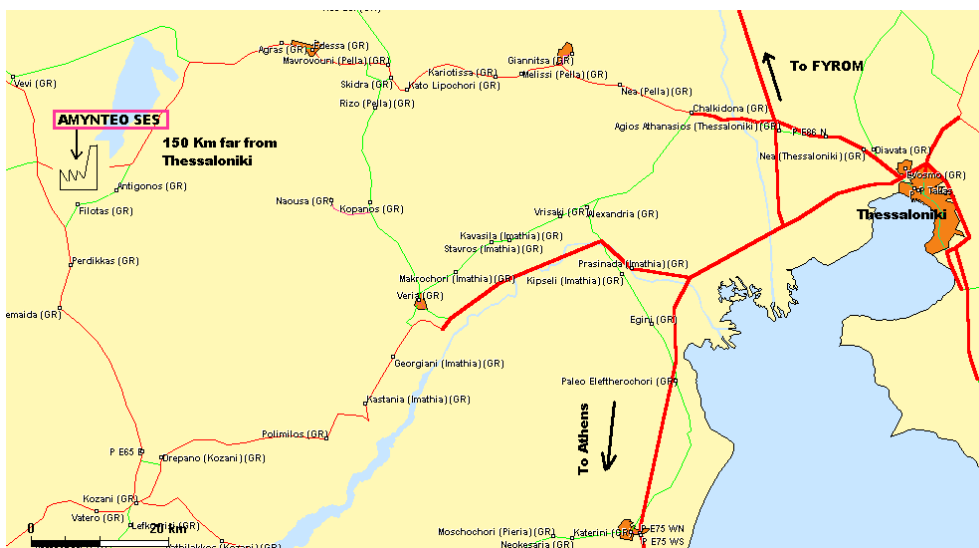 Agras (GR)
Edessa (GR)
Mavrovouni (Pella) (GR)
Giannitsa (GR)
Vevi (GR)
Skidra (GR)
Kariotissa (GR)
Melissi (Pella) (GR)
Kato Lipochori (GR)
To FYROM
Nea (Pella) (GR)
Rizo (Pella) (GR)
Chalkidona (GR)
AMYNTEO SES
Agios Athanasios (Thessaloniki) (GR)
P E86 N
150 Km far from
Thessaloniki
Diavata (GR)
Nea (Thessaloniki) (GR)
Evosmo (GR)
Antigonos (GR)
Filotas (GR)
Naousa (GR)
Kopanos (GR)
Vrisaki (GR)
Alexandria (GR)
Thessaloniki
Kavasila (Imathia) (GR)
Stavros (Imathia) (GR)
Perdikkas (GR)
Prasinada (Imathia) (GR)
Makrochori (Imathia) (GR)
Kipseli (Imathia) (GR)
Veria (GR)
emaida (GR)
Egini (GR)
Georgiani (Imathia) (GR)
Paleo Eleftherochori (GR)
Kastania (Imathia) (GR)
To Athens
Polimilos (GR)
P E65 B
Drepano (Kozani) (GR)
Kozani (GR)
Vatero (GR)
Lefkovrisi (GR)
0
20 km
Moschochori (Pieria) (GR)
Katerini (GR)
P E75 WN
Neokesaria (GR)
P E75 WS